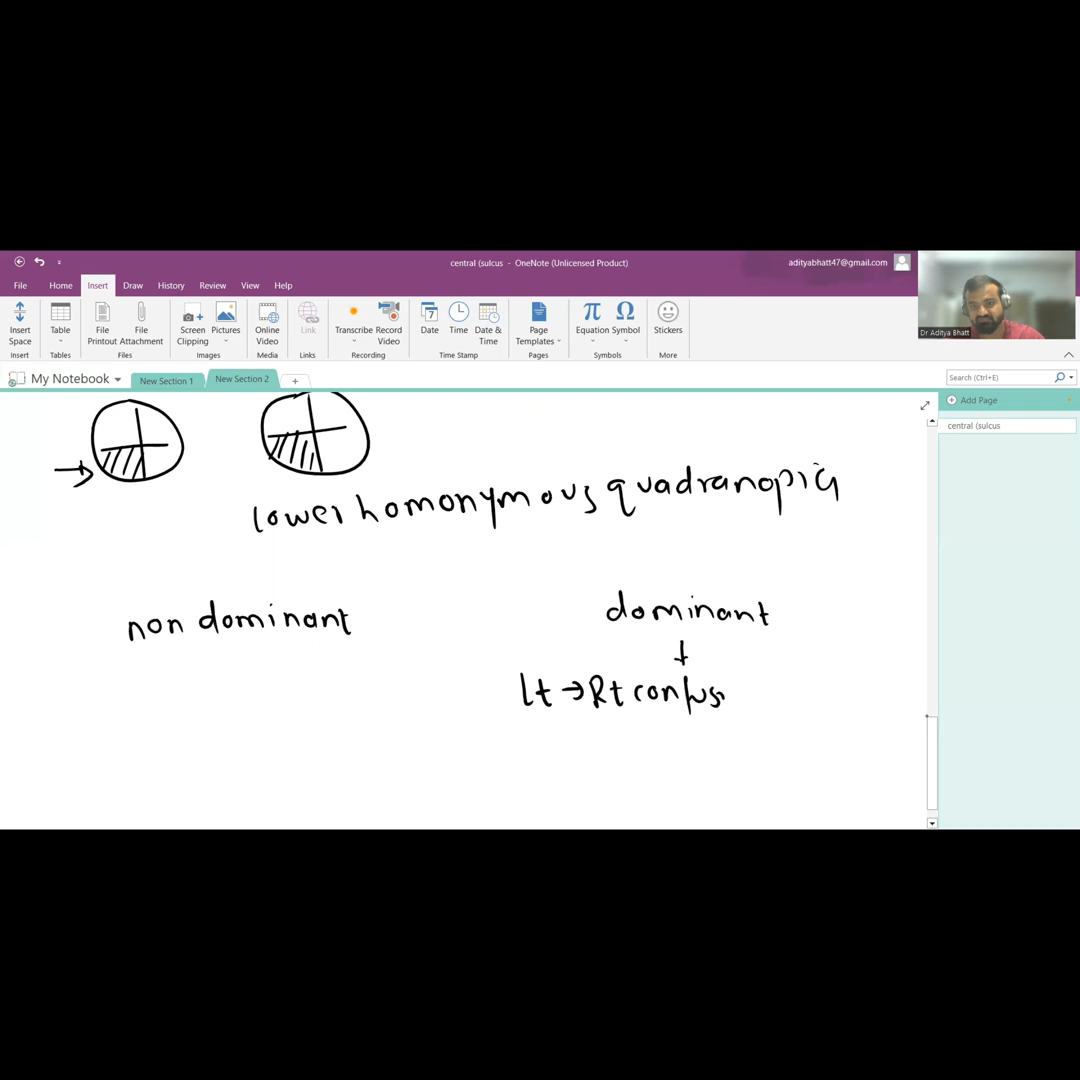 central (sulcus - OneNote (Unlicensed Product)
adityabhatt47@gmail.com
File Home Insert Draw History Review View Help
Insert Space
Table
File Printout
File Attachment
Screen Clipping
Pictures
Online Video
Link
Transcribe
Record Video
Date
Time
Date & Time
Page Templates
Equation
Symbol
Stickers
Insert Tables Files Images Media Links Recording Time Stamp Pages Symbols More
Dr Aditya Bhatt
My Notebook New Section 1 New Section 2 +
Search (Ctrl+E)
Add Page
central (sulcus
lower homonymous quadranopia
non dominant dominant
Lt → Rt confus